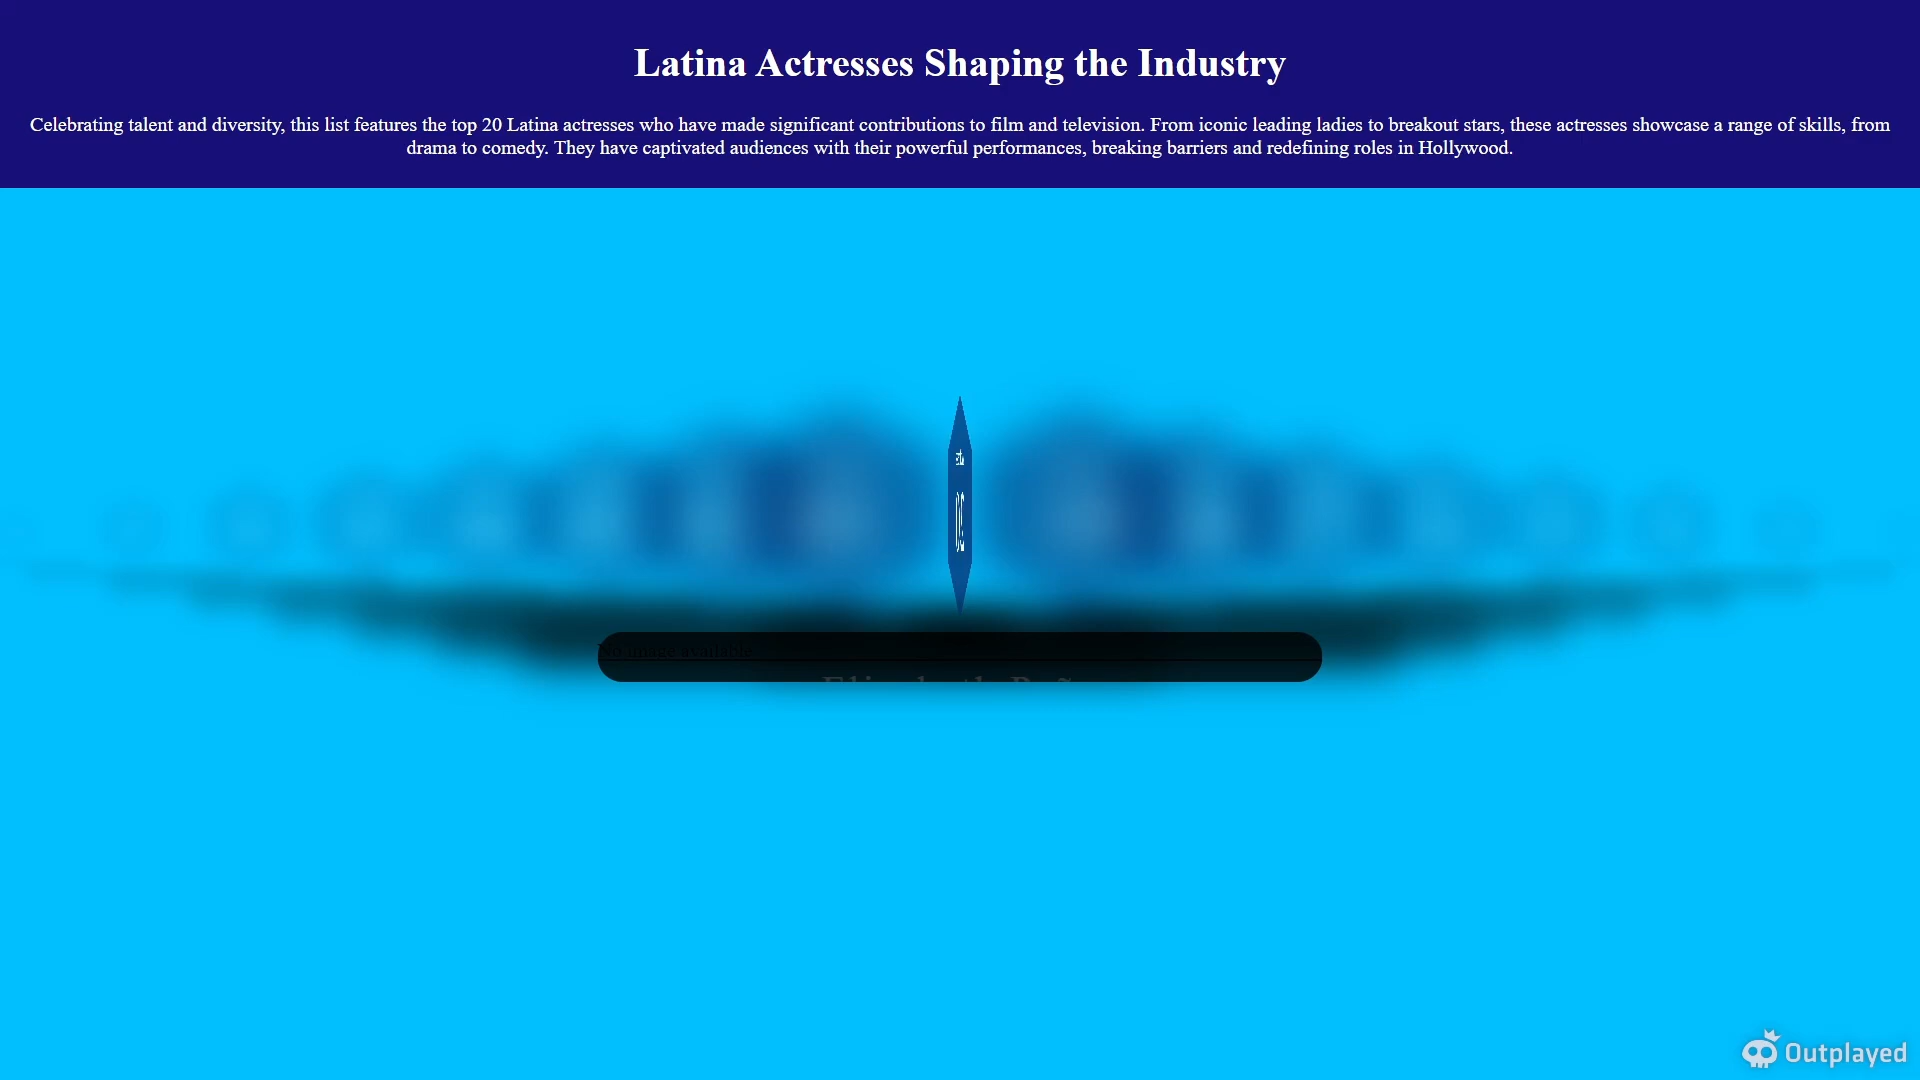 Latina Actresses Shaping the Industry
Celebrating talent and diversity, this list features the top 20 Latina actresses who have made significant contributions to film and television. From iconic leading ladies to breakout stars, these actresses showcase a range of skills, from
drama to comedy. They have captivated audiences with their powerful performances, breaking barriers and redefining roles in Hollywood.
No image available
Outplayed